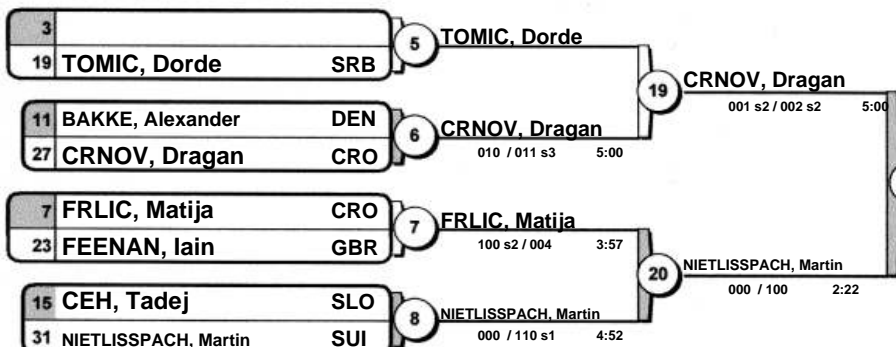 3
19 TOMIC, Dorde SRB
5 TOMIC, Dorde
11 BAKKE, Alexander DEN
27 CRNOV, Dragan CRO
6 CRNOV, Dragan
010 / 011 s3 5:00
19 CRNOV, Dragan
001 s2 / 002 s2 5:00
7 FRLIC, Matija CRO
23 FEENAN, Iain GBR
7 FRLIC, Matija
100 s2 / 004 3:57
15 CEH, Tadej SLO
31 NIETLISSPACH, Martin SUI
8 NIETLISSPACH, Martin
000 / 110 s1 4:52
20 NIETLISSPACH, Martin
000 / 100 2:22